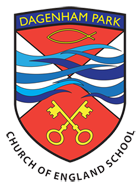 DAGENHAM PARK
CHURCH OF ENGLAND SCHOOL